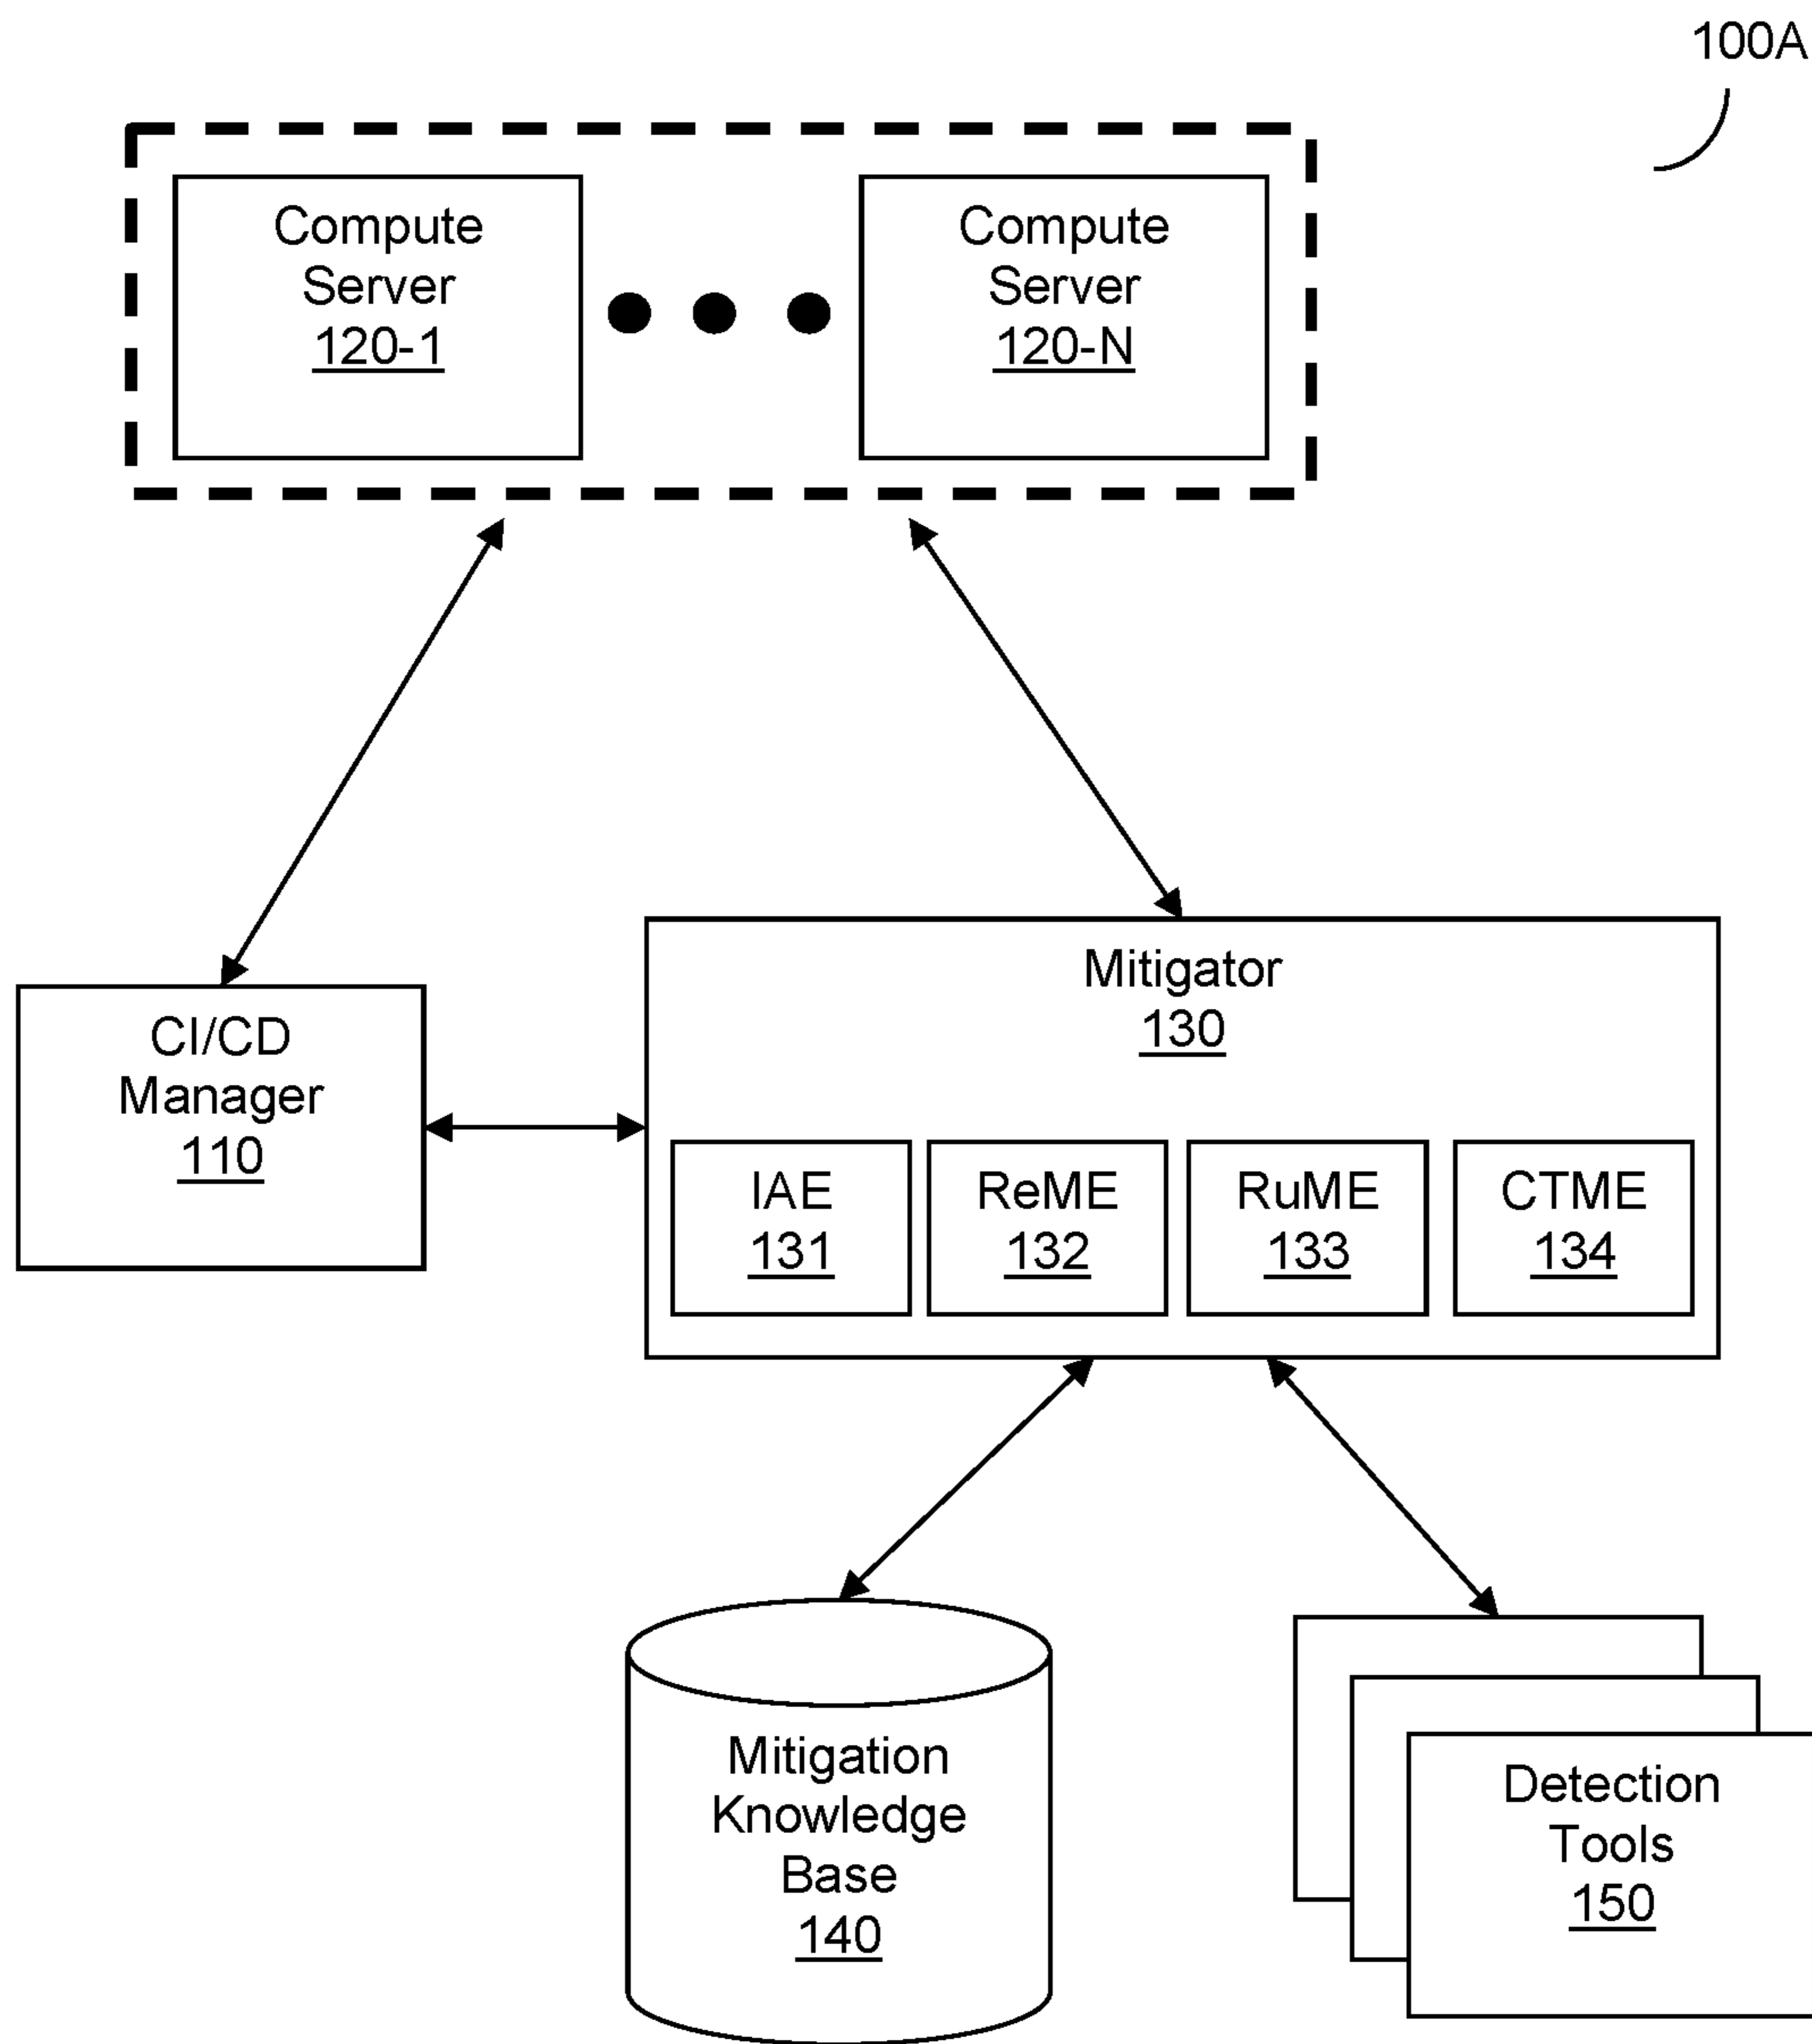 100A
Compute
Server
120-1
Compute
Server
120-N
Mitigator
130
CI/CD
Manager
110
IAE
131
ReME
132
RuME
133
CTME
134
Mitigation
Knowledge
Base
140
Detection
Tools
150